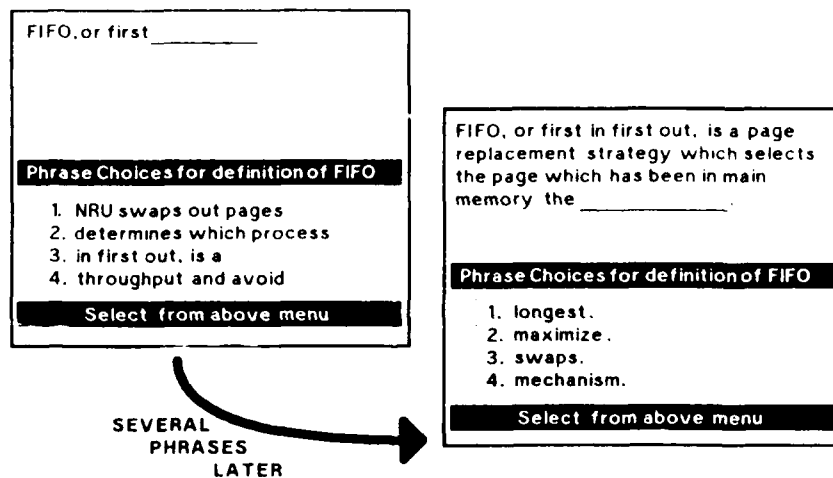 FIFO, or first ___________
Phrase Choices for definition of FIFO
1. NRU swaps out pages
2. determines which process
3. in first out, is a
4. throughput and avoid
Select from above menu
SEVERAL
PHRASES
LATER
FIFO, or first in first out, is a page
replacement strategy which selects
the page which has been in main
memory the ______________.
Phrase Choices for definition of FIFO
1. longest.
2. maximize.
3. swaps.
4. mechanism.
Select from above menu